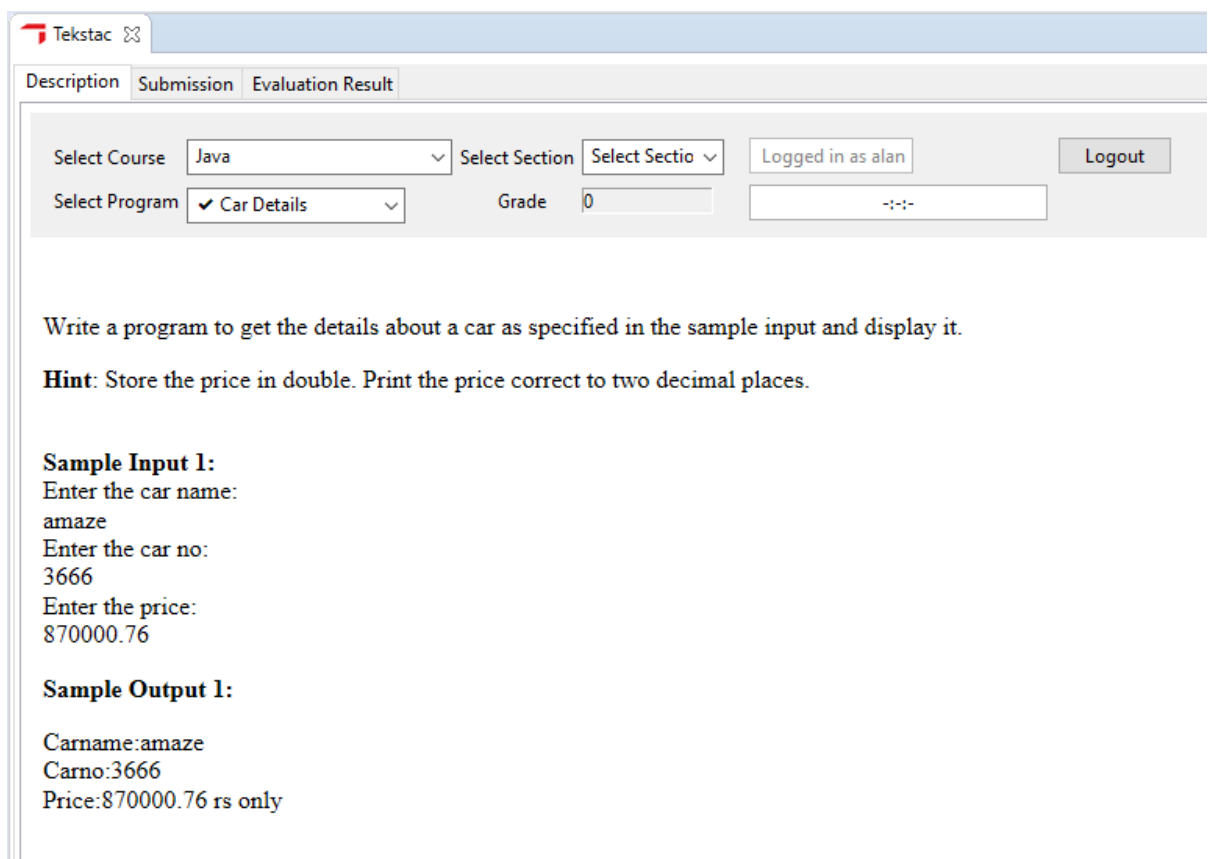 Tekstac
Description Submission Evaluation Result
Select Course Java Select Section Select Sectio Logged in as alan Logout
Select Program ✔ Car Details Grade 0 -:-:-
Write a program to get the details about a car as specified in the sample input and display it.
Hint: Store the price in double. Print the price correct to two decimal places.
Sample Input 1:
Enter the car name:
amaze
Enter the car no:
3666
Enter the price:
870000.76
Sample Output 1:
Carname:amaze
Carno:3666
Price:870000.76 rs only